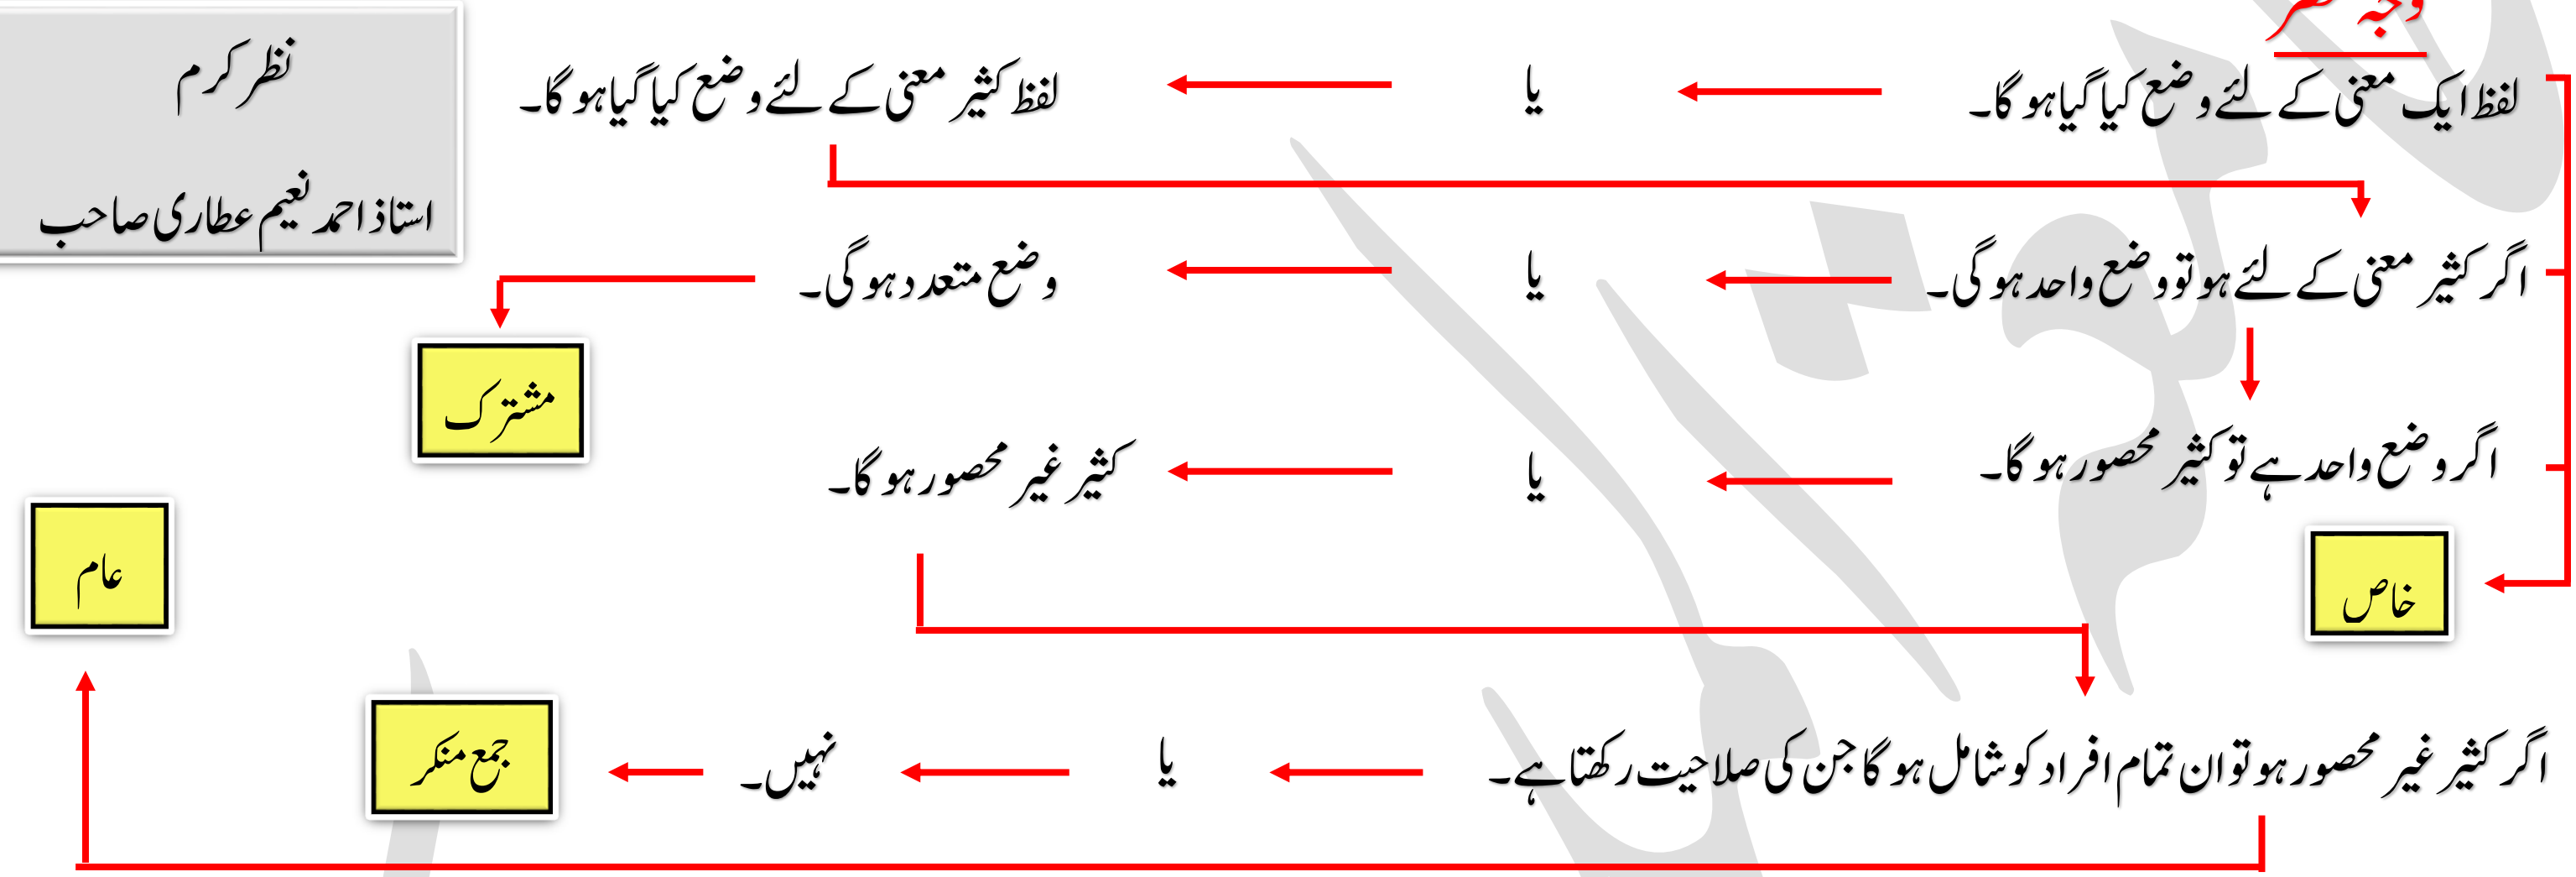 نظر کرم
استاذ احمد نعیم عطاری صاحب
لفظ ایک معنی کے لئے وضع کیا گیا ہو گا۔ یا لفظ کثیر معنی کے لئے وضع کیا گیا ہو گا۔
اگر کثیر معنی کے لئے ہو تو وضع واحد ہو گی۔ یا وضع متعدد ہو گی۔
مشترک
اگر وضع واحد ہے تو کثیر محصور ہو گا۔ یا کثیر غیر محصور ہو گا۔
خاص
عام
اگر کثیر غیر محصور ہو تو ان تمام افراد کو شامل ہو گا جن کی صلاحیت رکھتا ہے۔ یا نہیں۔ جمع منکر